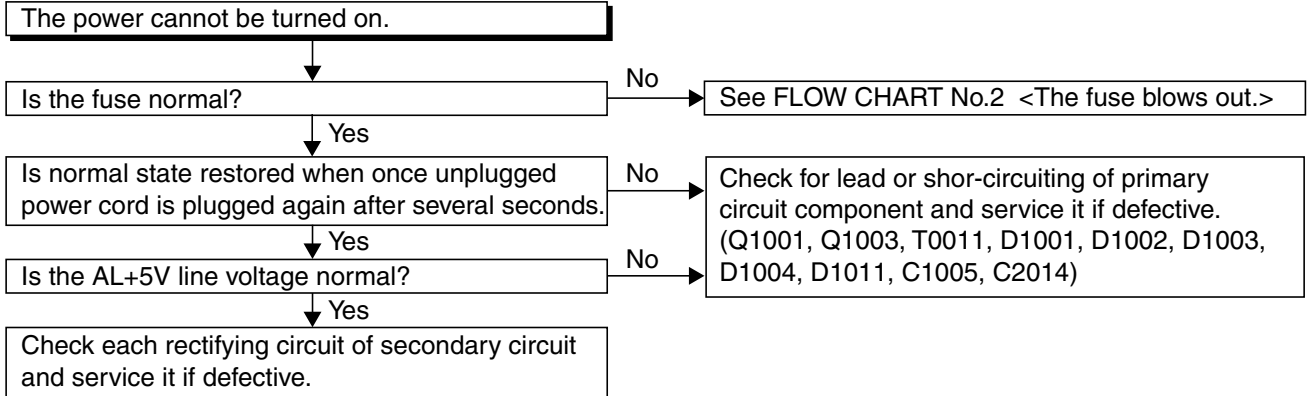 The power cannot be turned on.
Is the fuse normal?
No
See FLOW CHART No.2 <The fuse blows out.>
Yes
Is normal state restored when once unplugged
power cord is plugged again after several seconds.
No
Check for lead or shor-circuiting of primary
circuit component and service it if defective.
(Q1001, Q1003, T0011, D1001, D1002, D1003,
D1004, D1011, C1005, C2014)
Yes
Is the AL+5V line voltage normal?
No
Yes
Check each rectifying circuit of secondary circuit
and service it if defective.